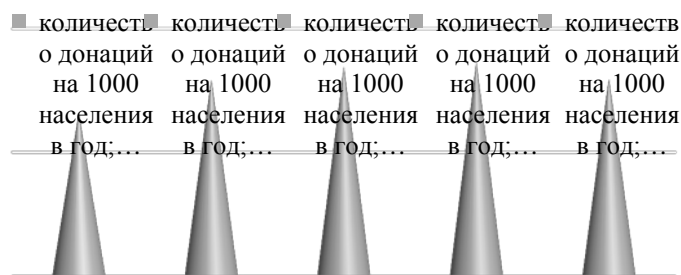 количеств количеств количеств количеств количеств
о донаций о донаций о донаций о донаций о донаций
на 1000 на 1000 на 1000 на 1000 на 1000
населения населения населения населения населения
в год;… в год;… в год;… в год;… в год;…